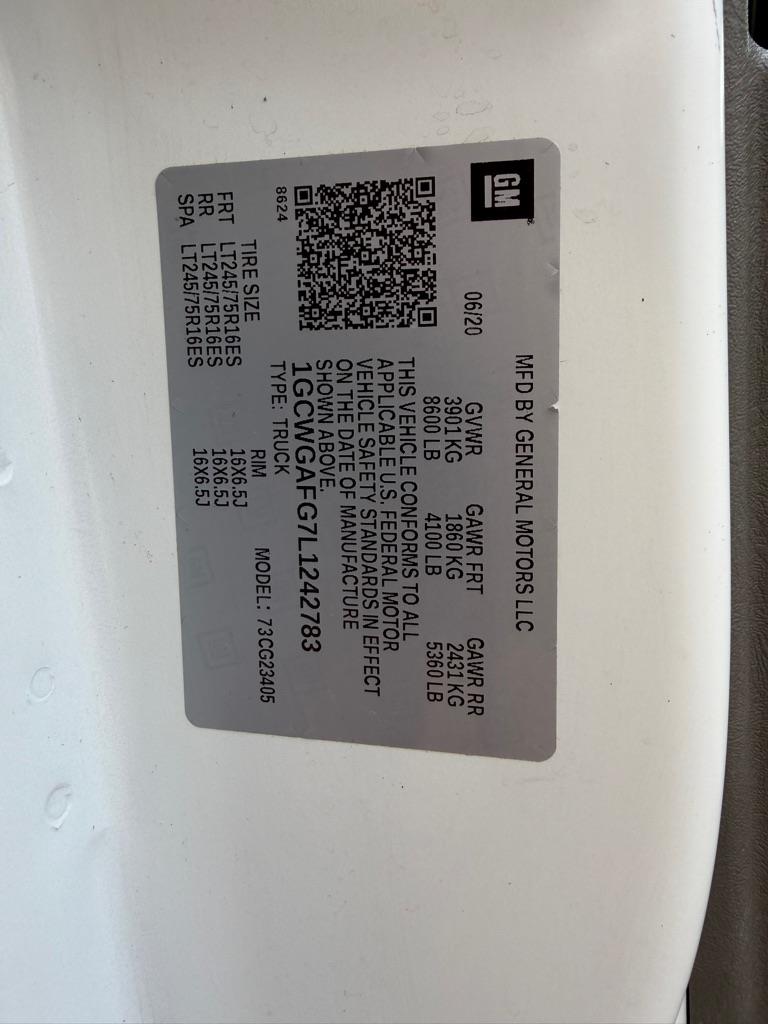 GM
MFD BY GENERAL MOTORS LLC
06/20
GVWR GAWR FRT GAWR RR
3901 KG 1860 KG 2431 KG
8600 LB 4100 LB 5360 LB
THIS VEHICLE CONFORMS TO ALL
APPLICABLE U.S. FEDERAL MOTOR
VEHICLE SAFETY STANDARDS IN EFFECT
ON THE DATE OF MANUFACTURE
SHOWN ABOVE.
1GCWGAFG7L1242783
8624
TYPE: TRUCK MODEL: 73CG23405
TIRE SIZE RIM
FRT LT245/75R16ES 16X6.5J
RR LT245/75R16ES 16X6.5J
SPA LT245/75R16ES 16X6.5J